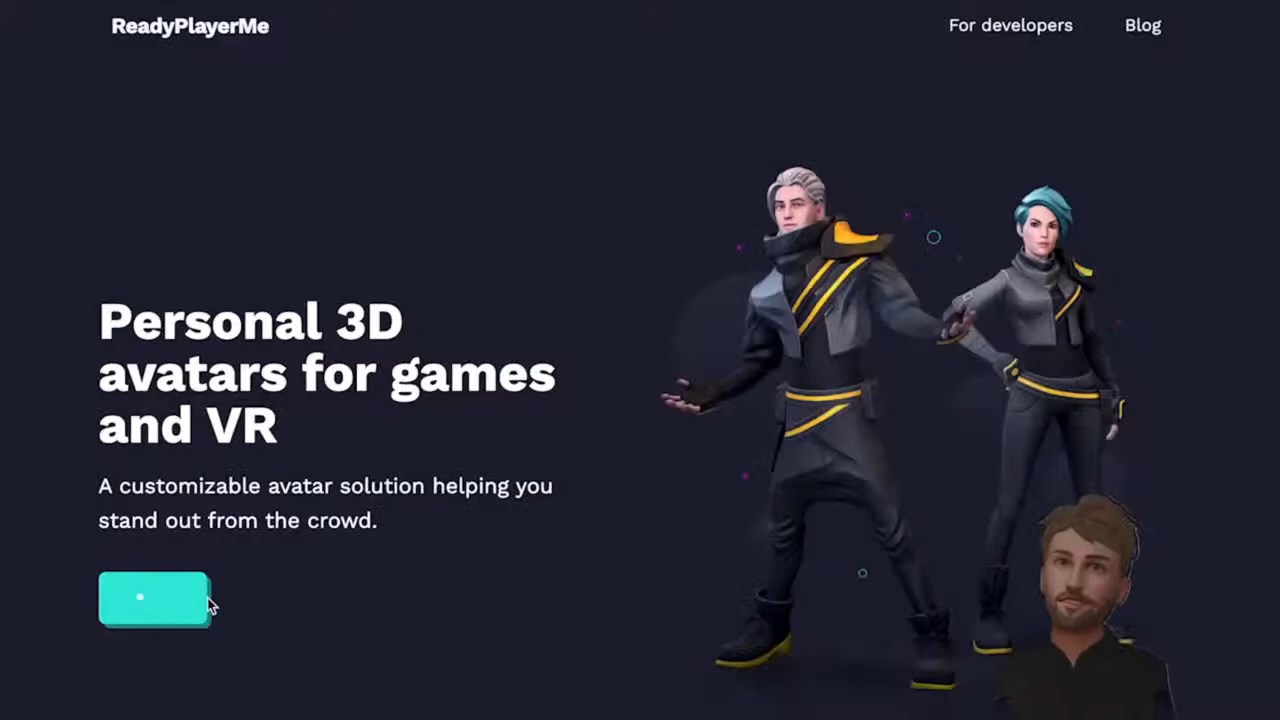 ReadyPlayerMe
For developers
Blog
Personal 3D
avatars for games
and VR
A customizable avatar solution helping you
stand out from the crowd.